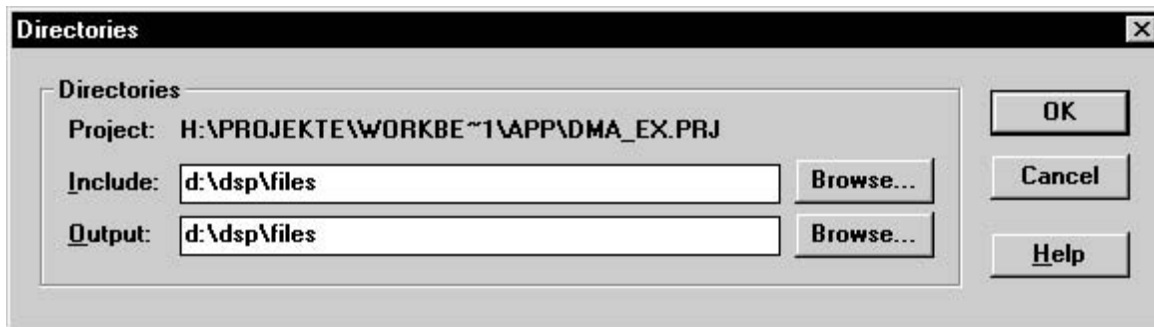 Directories
Directories
Project: H:\PROJEKTE\WORKBE~1\APP\DMA_EX.PRJ
Include: d:\dsp\files Browse...
Output: d:\dsp\files Browse...
OK
Cancel
Help